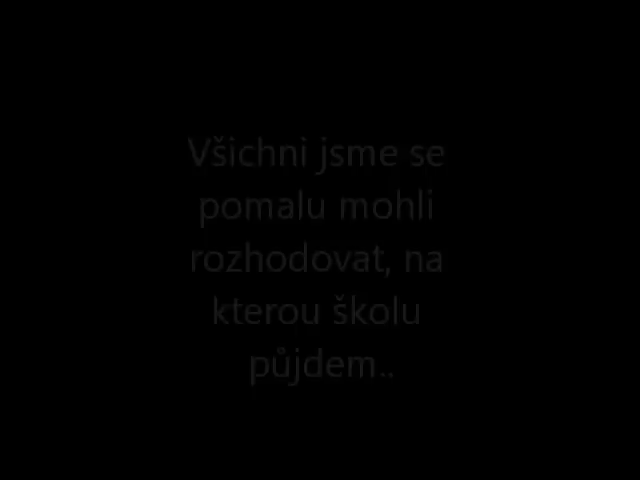 Všichni jsme se
pomalu mohli
rozhodovat, na
kterou školu
půjdem..